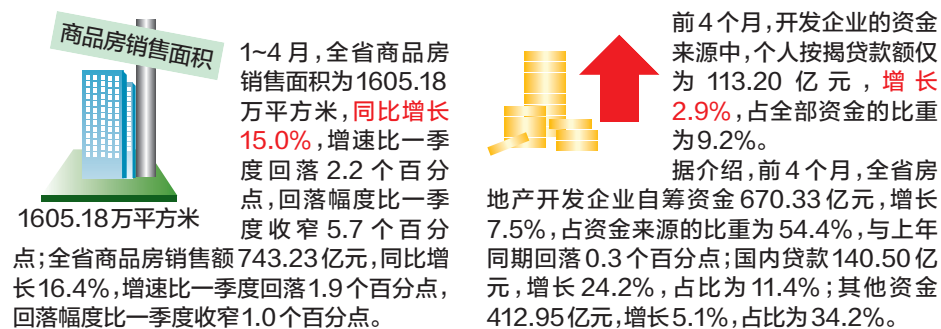 商品房销售面积
1605.18万平方米
1~4月,全省商品房
销售面积为1605.18
万平方米,同比增长
15.0%,增速比一季
度回落2.2个百分
点,回落幅度比一季
度收窄5.7个百分
点;全省商品房销售额743.23亿元,同比增
长16.4%,增速比一季度回落1.9个百分点,
回落幅度比一季度收窄1.0个百分点。
前4个月,开发企业的资金
来源中,个人按揭贷款额仅
为113.20亿元,增长
2.9%,占全部资金的比重
为9.2%。
据介绍,前4个月,全省房
地产开发企业自筹资金670.33亿元,增长
7.5%,占资金来源的比重为54.4%,与上年
同期回落0.3个百分点;国内贷款140.50亿
元,增长24.2%,占比为11.4%;其他资金
412.95亿元,增长5.1%,占比为34.2%。